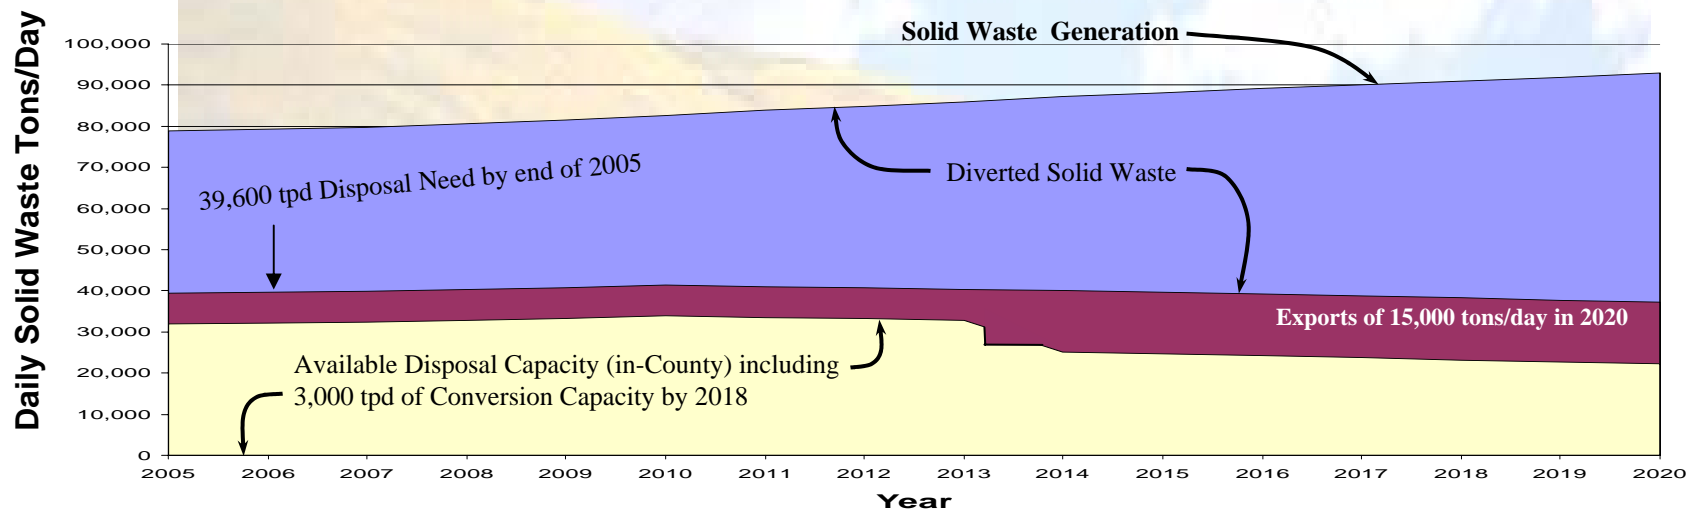 Daily Solid Waste Tons/Day
Solid Waste Generation
100,000
90,000
80,000
70,000
60,000
50,000
40,000
30,000
20,000
10,000
0
39,600 tpd Disposal Need by end of 2005
Diverted Solid Waste
Exports of 15,000 tons/day in 2020
Available Disposal Capacity (in-County) including
3,000 tpd of Conversion Capacity by 2018
2005 2006 2007 2008 2009 2010 2011 2012 2013 2014 2015 2016 2017 2018 2019 2020
Year